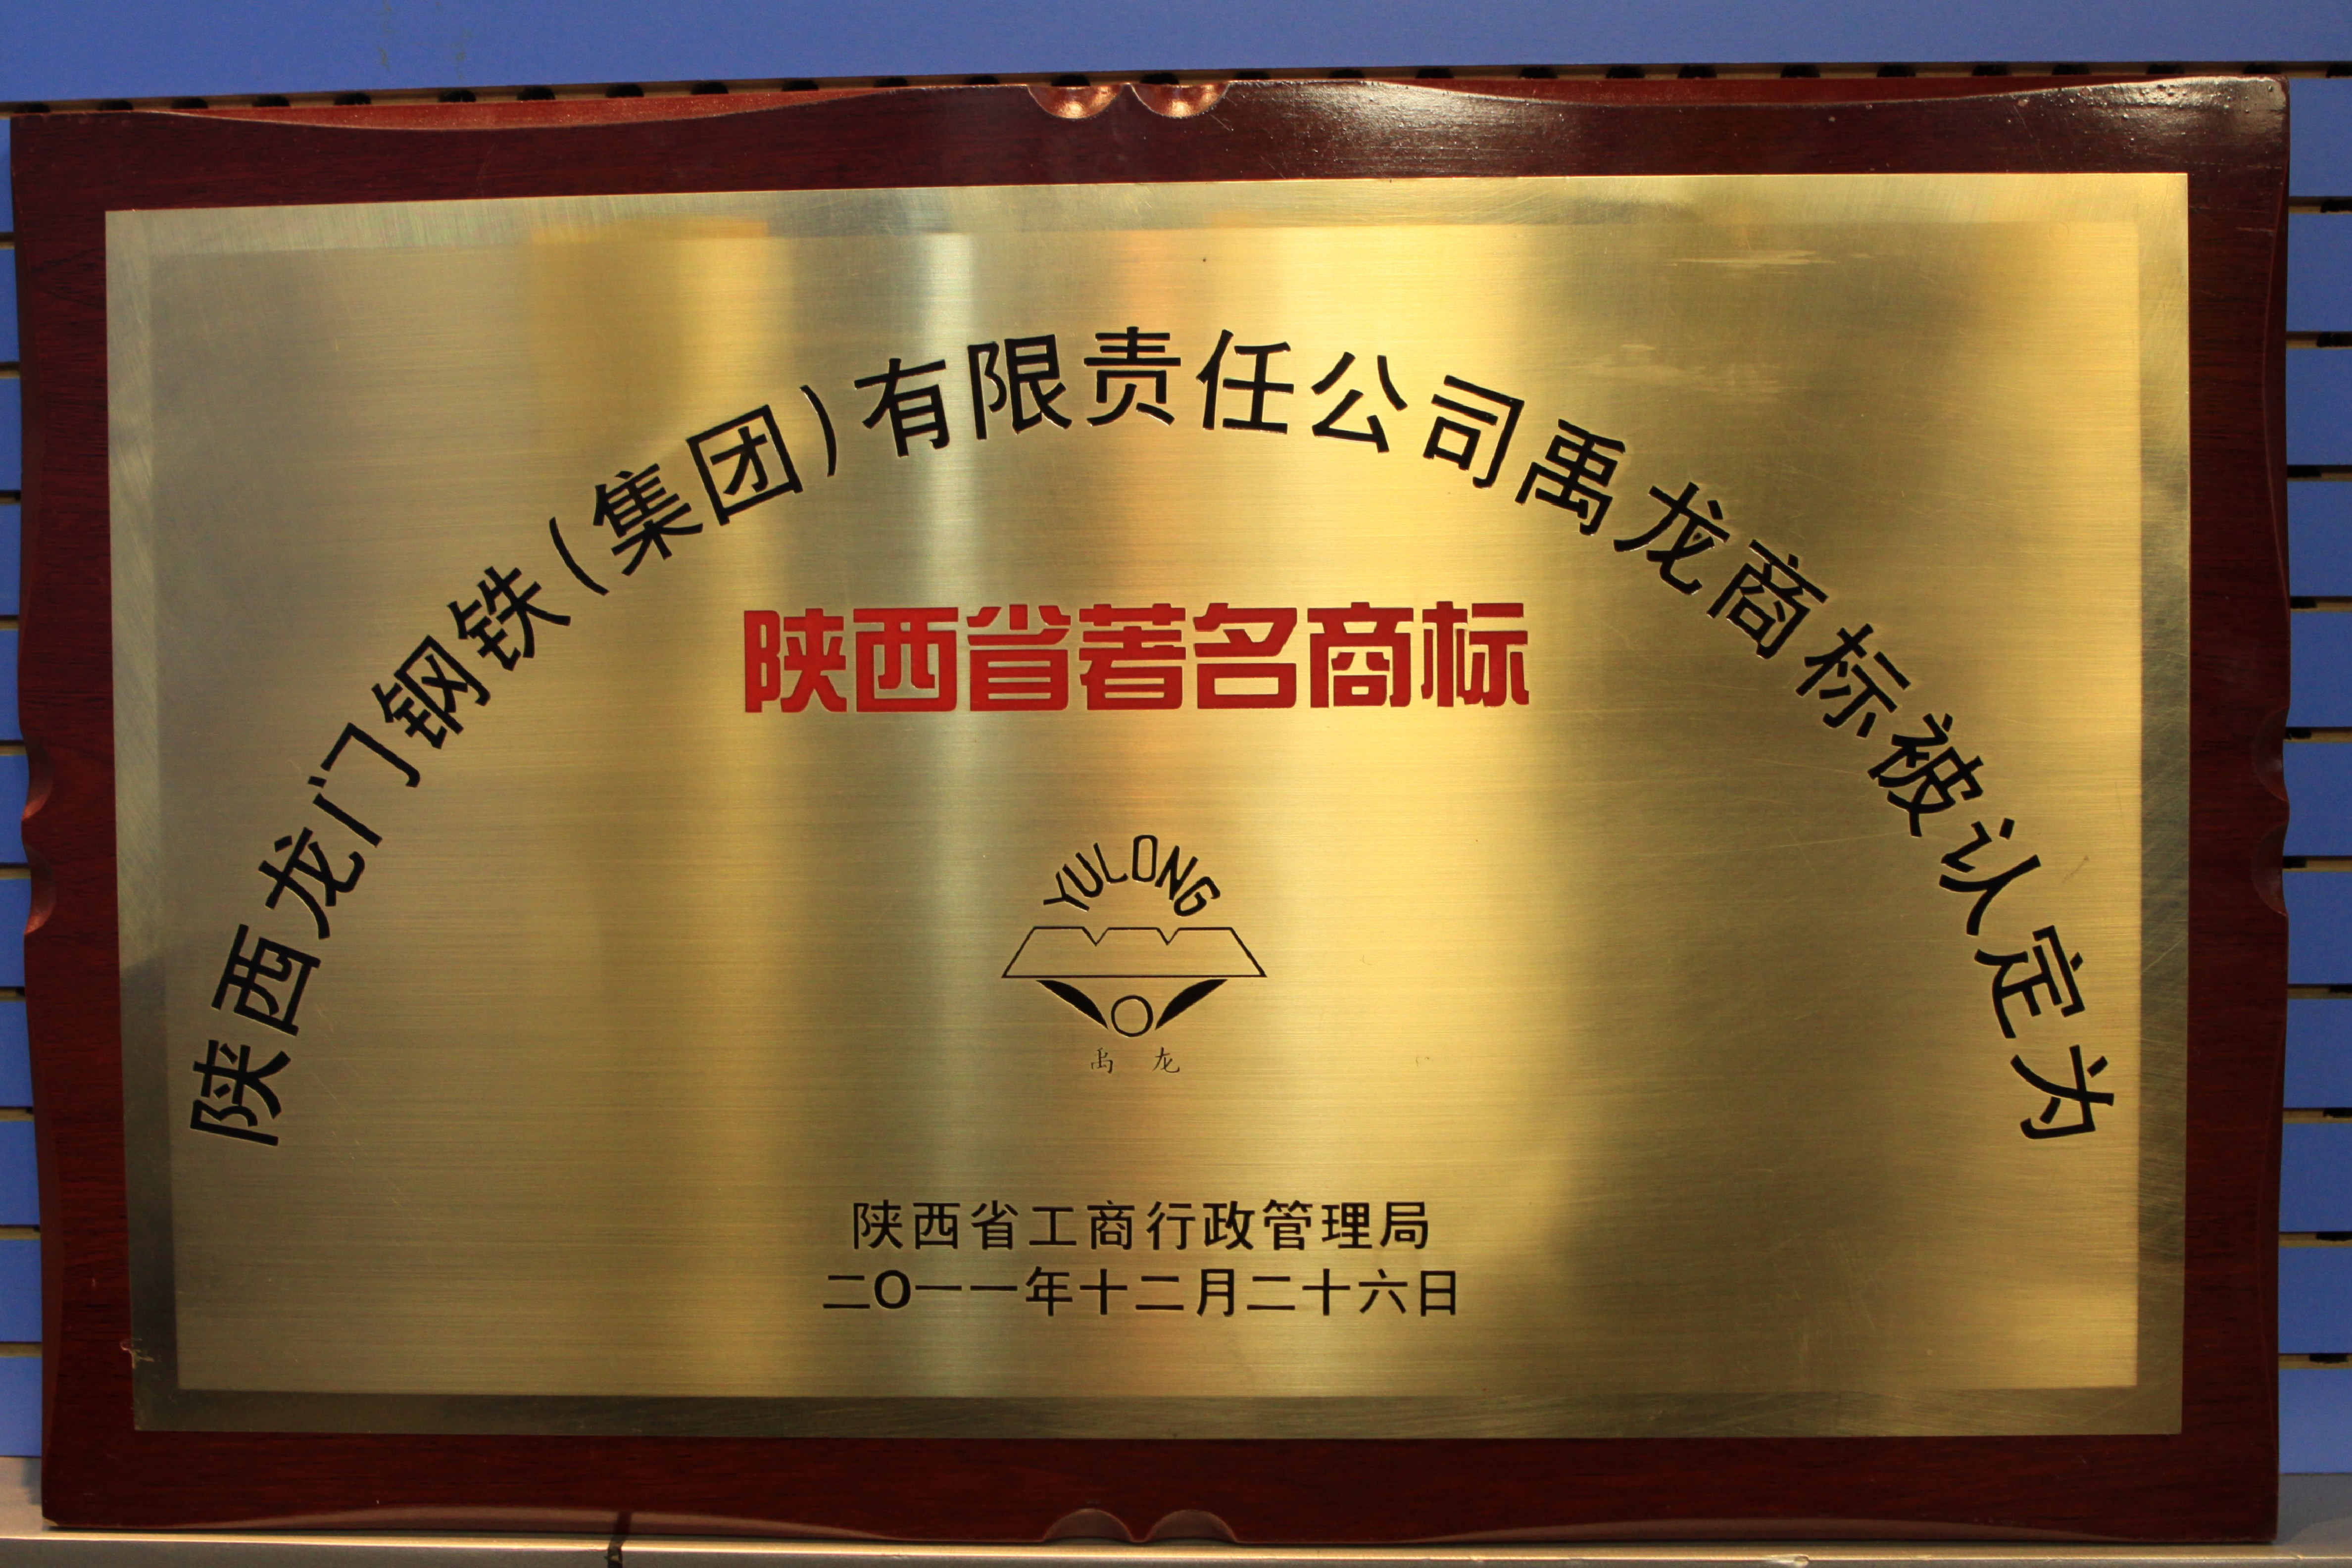 陕西龙门钢铁(集团)有限责任公司禹龙商标被认定为
陕西省著名商标
YULONG
禹龙
陕西省工商行政管理局
二〇一一年十二月二十六日